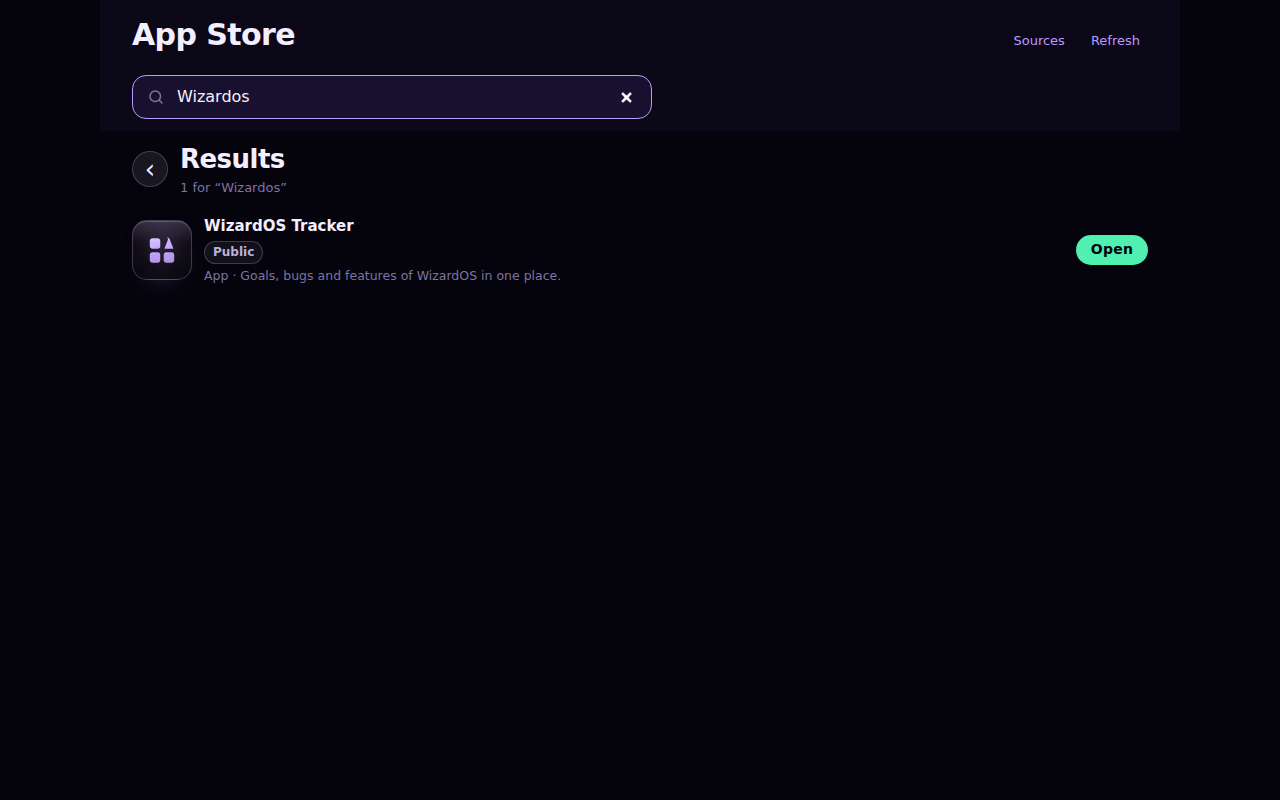 App Store
Sources
Refresh
Wizardos
Results
1 for “Wizardos”
WizardOS Tracker
Public
App · Goals, bugs and features of WizardOS in one place.
Open